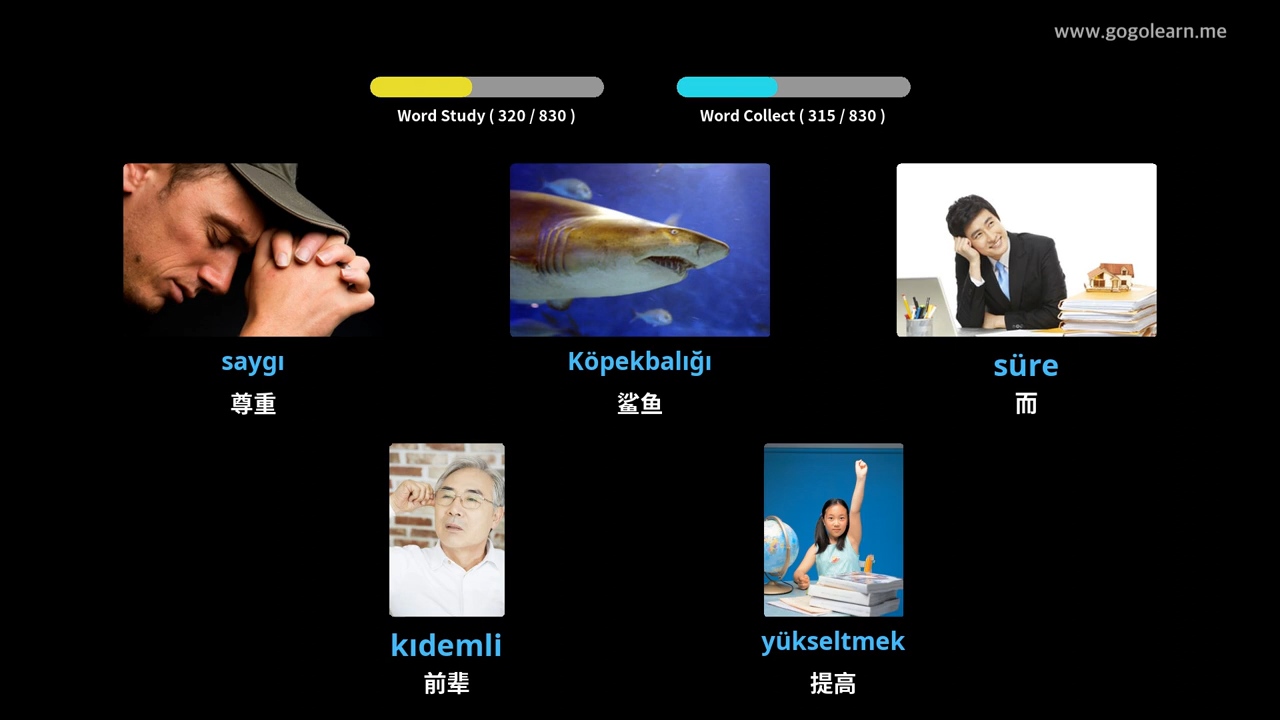 www.gogolearn.me
Word Study ( 320 / 830 )
Word Collect ( 315 / 830 )
saygı
尊重
Köpekbalığı
鲨鱼
süre
而
kıdemli
前辈
yükseltmek
提高